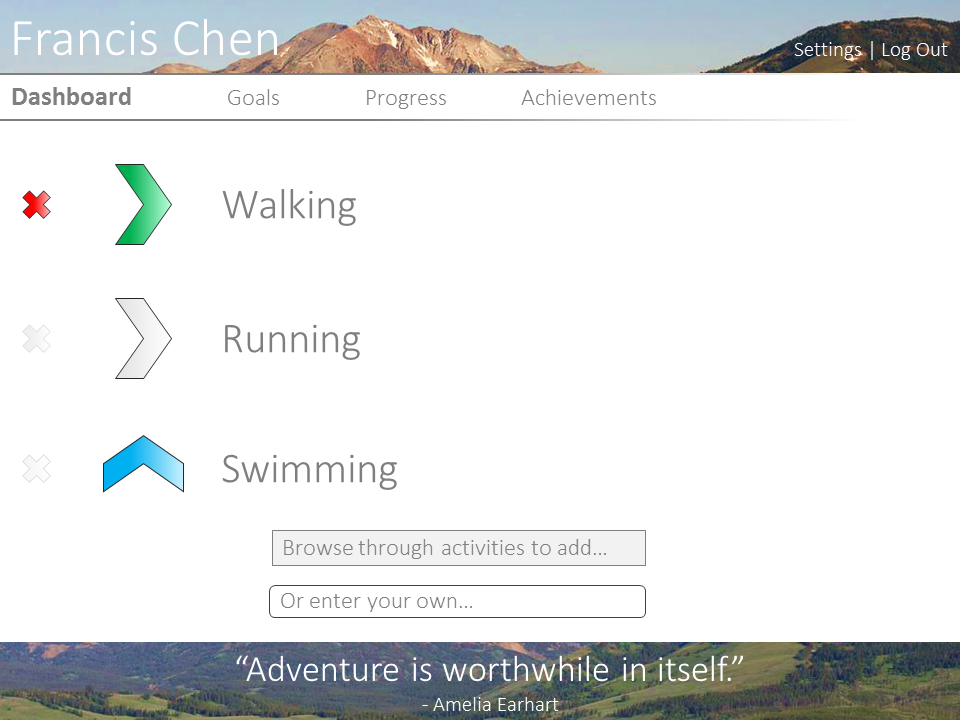 Francis Chen
Settings | Log Out
Dashboard Goals Progress Achievements
Walking
Running
Swimming
Browse through activities to add…
Or enter your own…
“Adventure is worthwhile in itself.”
- Amelia Earhart